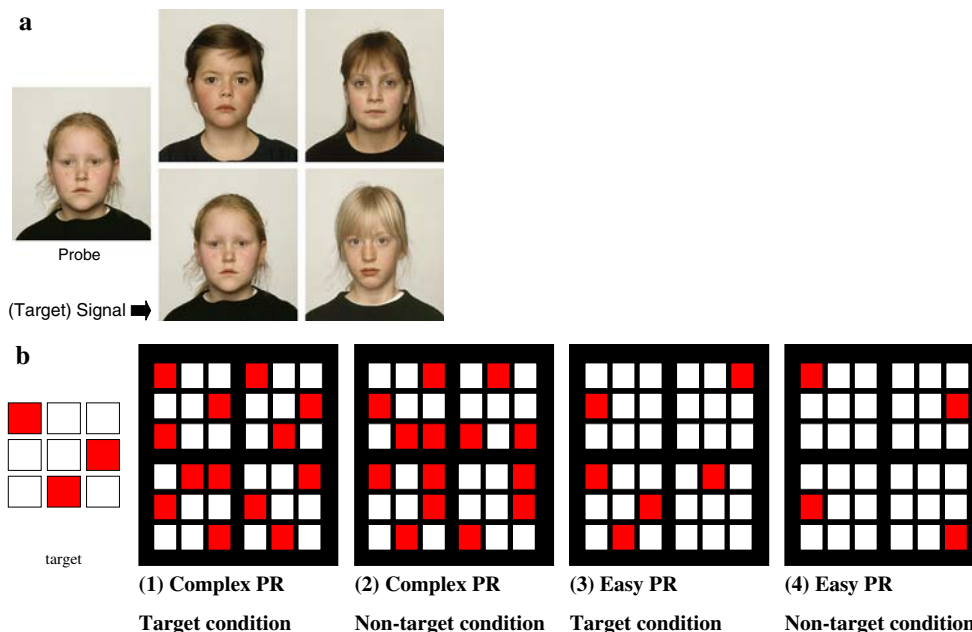 a
Probe
(Target) Signal
b
target
(1) Complex PR
Target condition
(2) Complex PR
Non-target condition
(3) Easy PR
Target condition
(4) Easy PR
Non-target condition